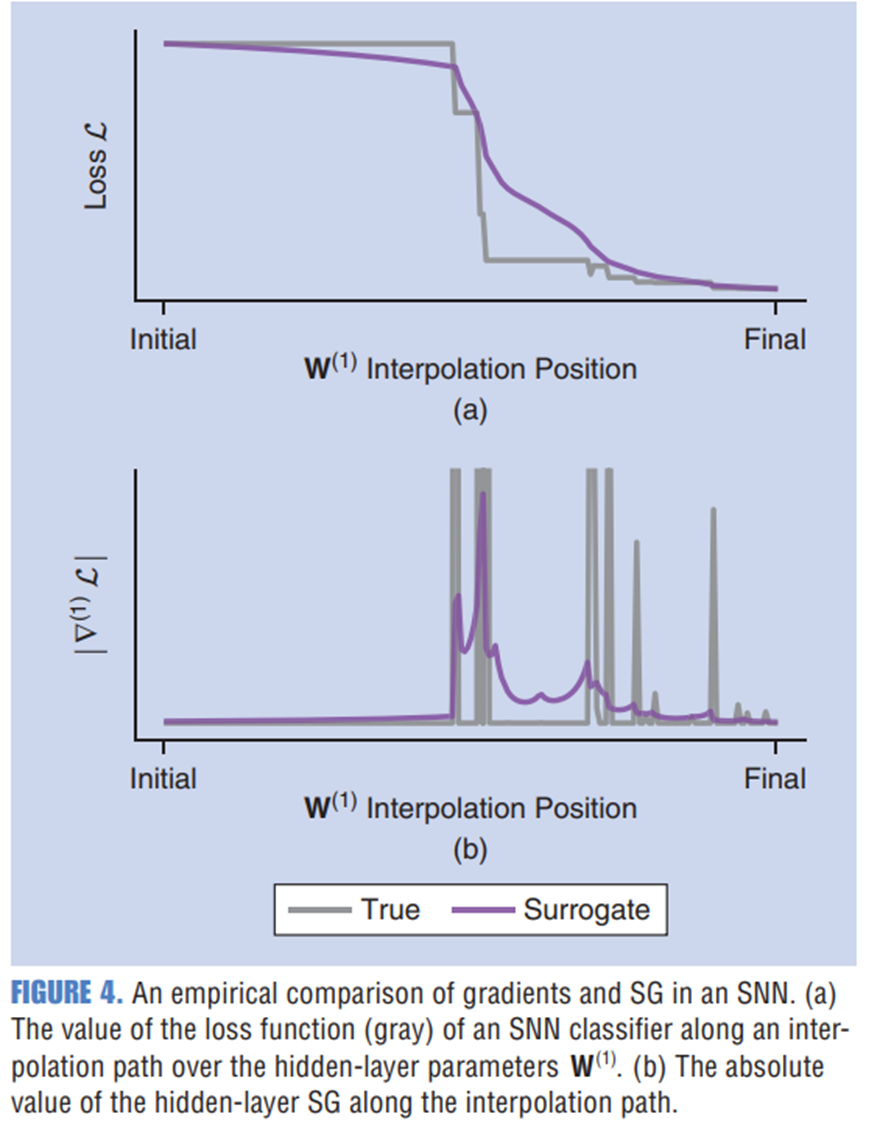 Loss ℒ
Initial
Final
W(1) Interpolation Position
(a)
|∇(1) ℒ|
Initial
Final
W(1) Interpolation Position
(b)
True
Surrogate
FIGURE 4. An empirical comparison of gradients and SG in an SNN. (a)
The value of the loss function (gray) of an SNN classifier along an inter-
polation path over the hidden-layer parameters W(1). (b) The absolute
value of the hidden-layer SG along the interpolation path.